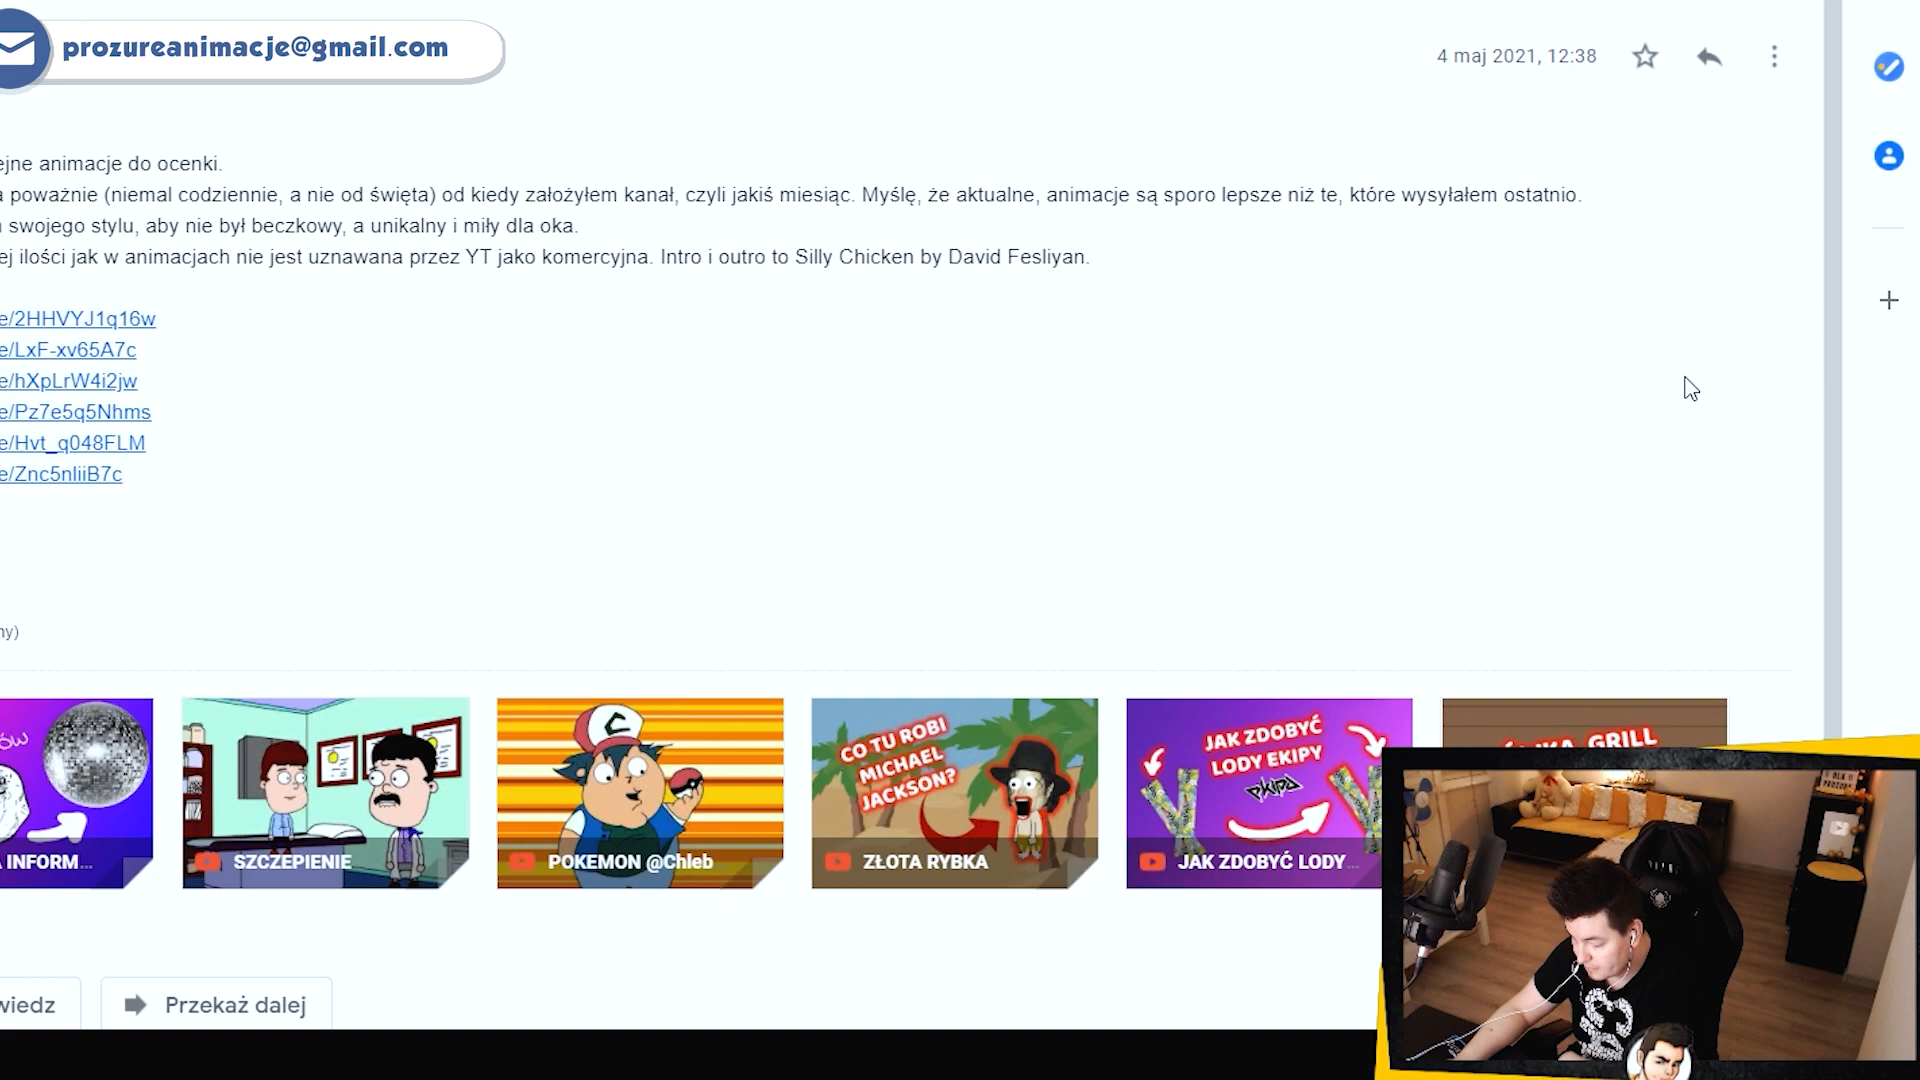 prozureanimacje@gmail.com
4 maj 2021, 12:38
ejne animacje do ocenki.
a poważnie (niemal codziennie, a nie od święta) od kiedy założyłem kanał, czyli jakiś miesiąc. Myślę, że aktualne, animacje są sporo lepsze niż te, które wysyłałem ostatnio.
swojego stylu, aby nie był beczkowy, a unikalny i miły dla oka.
ej ilości jak w animacjach nie jest uznawana przez YT jako komercyjna. Intro i outro to Silly Chicken by David Fesliyan.
e/2HHVYJ1q16w
e/LxF-xv65A7c
e/hXpLrW4i2jw
e/Pz7e5q5Nhms
e/Hvt_q048FLM
e/Znc5nliiB7c
ny)
ÓW
A INFORM...
SZCZEPIENIE
POKEMON @Chleb
CO TU ROBI
MICHAEL
JACKSON?
ZŁOTA RYBKA
JAK ZDOBYĆ
LODY EKIPY
ekipa
JAK ZDOBYĆ LODY...
GRILL
wiedz
Przekaż dalej